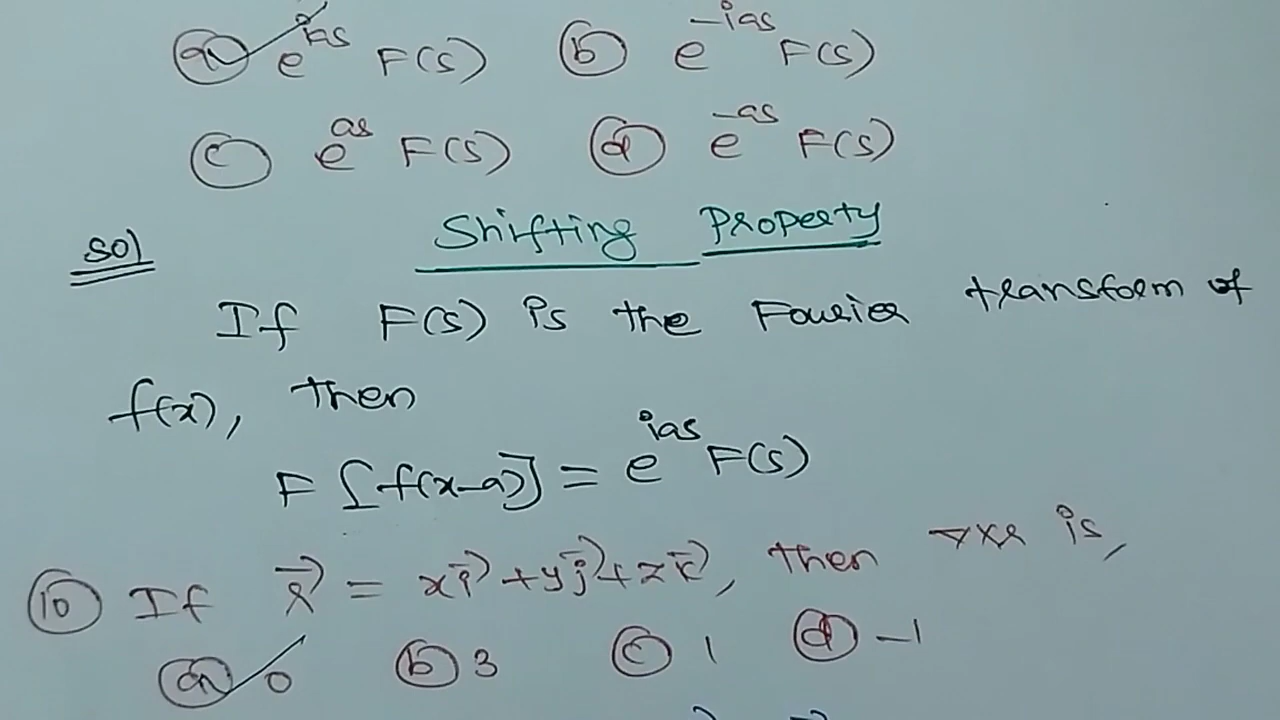 (a) e^{ias} F(s) (b) e^{-ias} F(s)
(c) e^{as} F(s) (d) e^{-as} F(s)
Shifting Property
Sol
If F(s) is the Fourier transform of
f(x), then
F[f(x-a)] = e^{ias} F(s)
(10) If r⃗ = xi⃗ + yj⃗ + zk⃗, then ∇×r is,
(a) 0 (b) 3 (c) 1 (d) -1